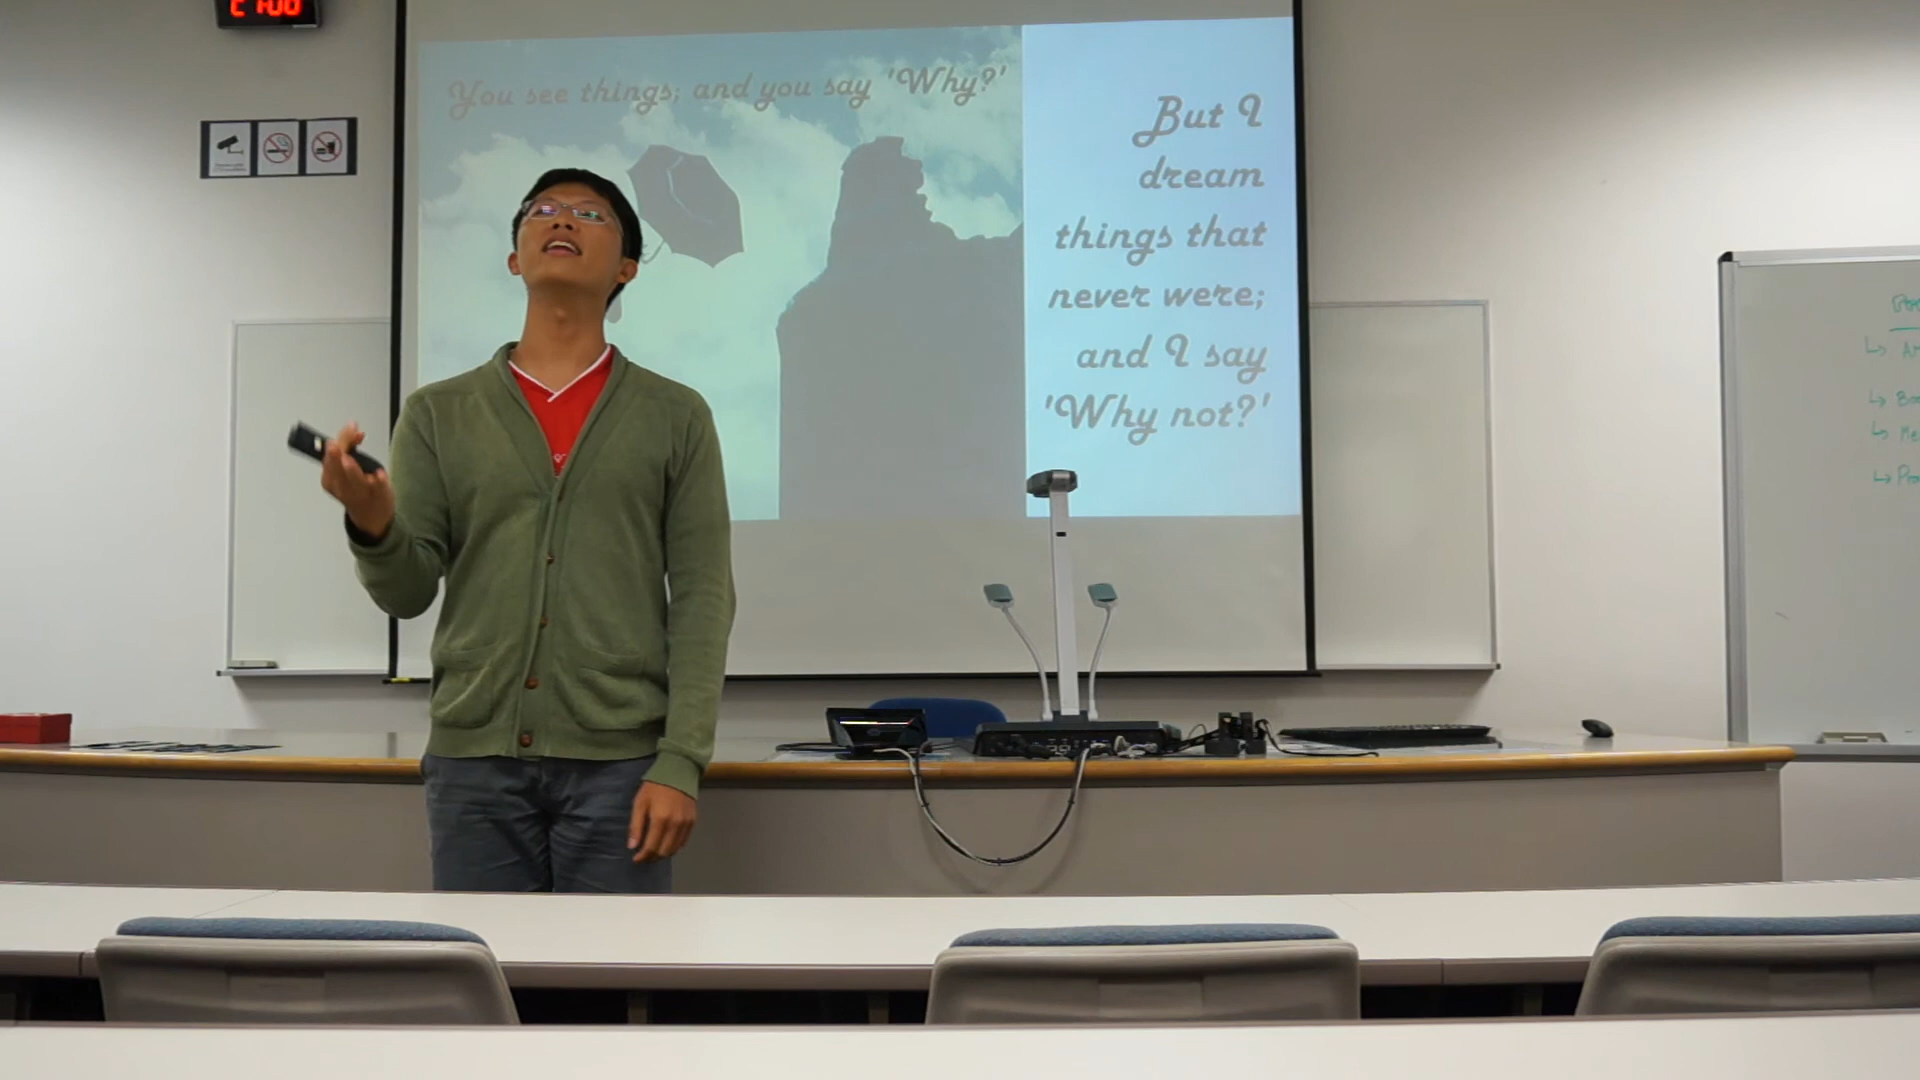 You see things; and you say 'Why?'
But I
dream
things that
never were;
and I say
'Why not?'